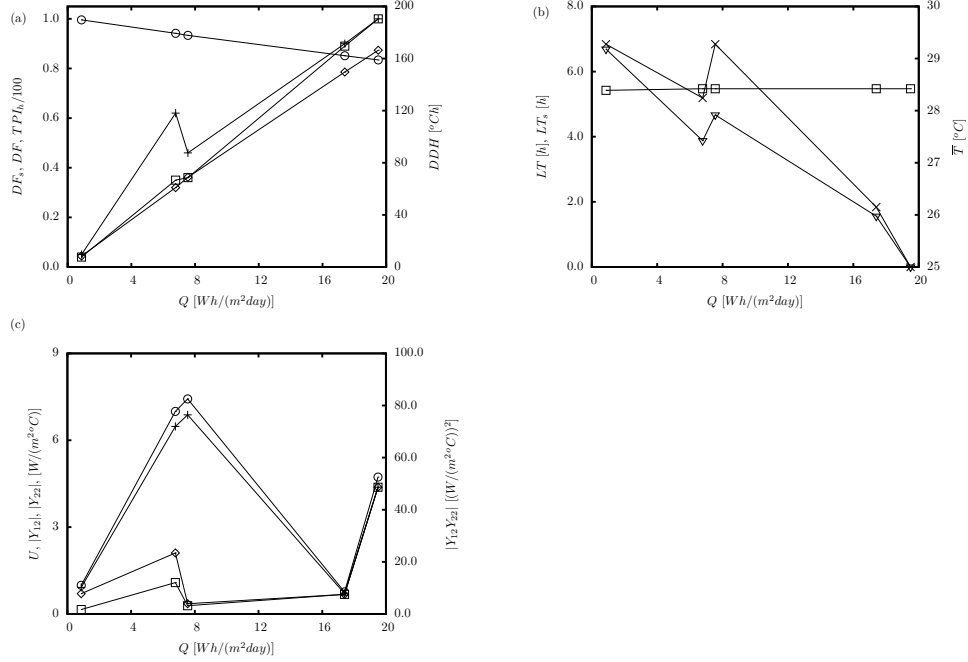 (a)
1.0
0.8
0.6
0.4
0.2
0.0
DF_s, DF, TPI_h/100
200
160
120
80
40
0
DDH [°Ch]
0 4 8 12 16 20
Q [Wh/(m²day)]
(b)
8.0
6.0
4.0
2.0
0.0
LT [h], LT_s [h]
30
29
28
27
26
25
T̅ [°C]
0 4 8 12 16 20
Q [Wh/(m²day)]
(c)
9
6
3
0
U, |Y₁₂|, |Y₂₂|, [W/(m²°C)]
100.0
80.0
60.0
40.0
20.0
0.0
|Y₁₂Y₂₂| [(W/(m²°C))²]
0 4 8 12 16 20
Q [Wh/(m²day)]